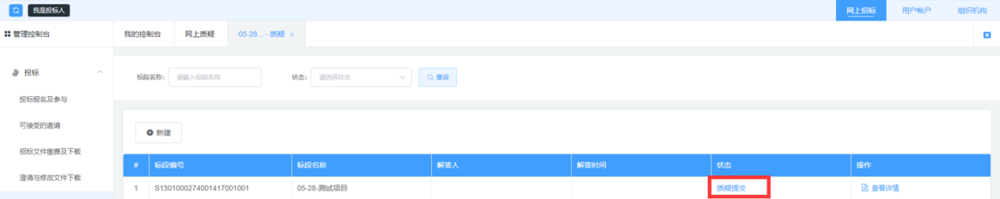 我是投标人 网上招标 用户帐户 组织机构
管理控制台 我的控制台 网上质疑 05-28... - 质疑 ×
投标 标段名称: 请输入标段名称 状态: 请选择状态 查询
投标报名及参与
可接受的邀请 新建
招标文件缴费及下载
# 标段编号 标段名称 解答人 解答时间 状态 操作
澄清与修改文件下载
1 S1301000274001417001001 05-28-测试项目 质疑提交 查看详情